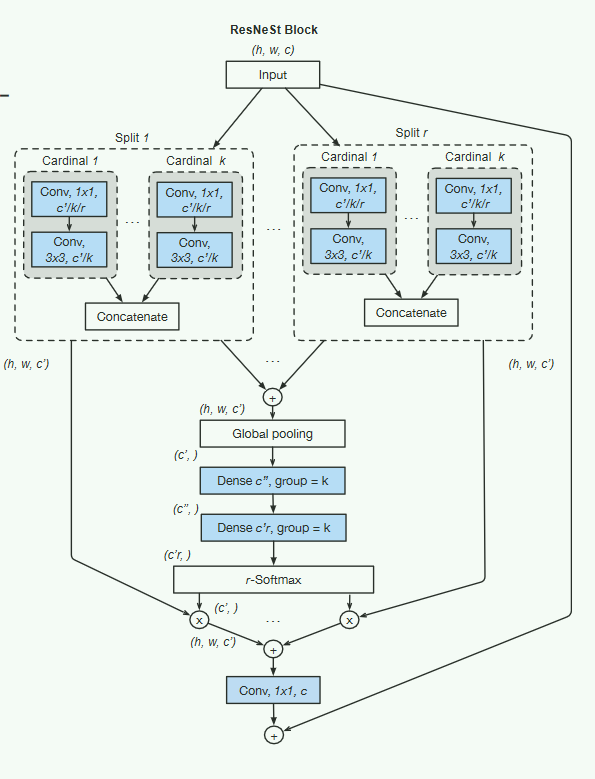 ResNeSt Block
(h, w, c)
Input
Split 1
Split r
Cardinal 1
Cardinal k
Cardinal 1
Cardinal k
Conv, 1x1,
c'/k/r
Conv,
3x3, c'/k
...
Conv, 1x1,
c'/k/r
Conv,
3x3, c'/k
...
Conv, 1x1,
c'/k/r
Conv,
3x3, c'/k
...
Conv, 1x1,
c'/k/r
Conv,
3x3, c'/k
Concatenate
Concatenate
(h, w, c')
...
(h, w, c')
+
(h, w, c')
Global pooling
(c', )
Dense c'', group = k
(c'', )
Dense c'r, group = k
(c'r, )
r-Softmax
(c', )
x
...
x
(h, w, c')
+
Conv, 1x1, c
+